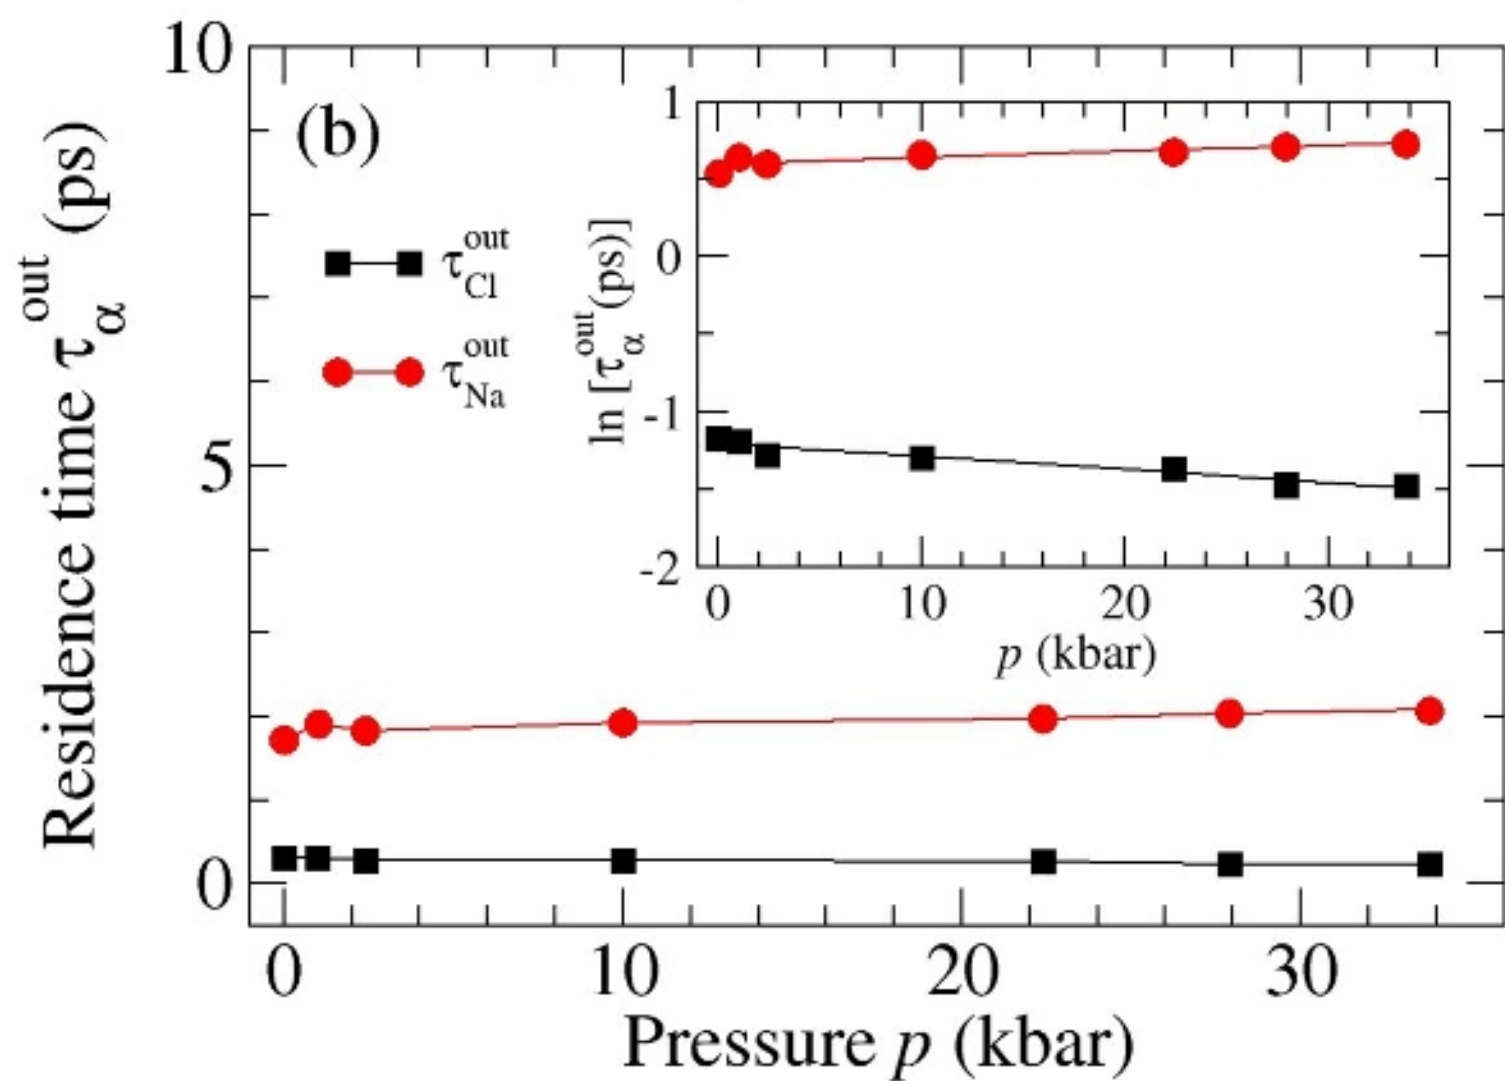 10
(b)
τ_Cl^out
τ_Na^out
5
0
Residence time τ_α^out (ps)
0
10
20
30
Pressure p (kbar)
1
0
-1
-2
ln [τ_α^out(ps)]
0
10
20
30
p (kbar)